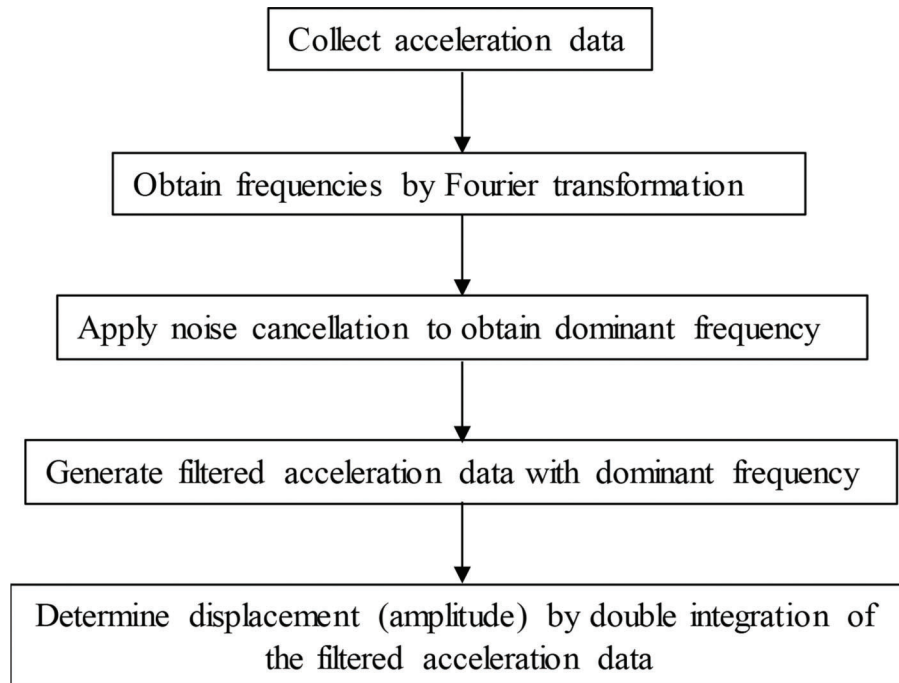 Collect acceleration data
Obtain frequencies by Fourier transformation
Apply noise cancellation to obtain dominant frequency
Generate filtered acceleration data with dominant frequency
Determine displacement (amplitude) by double integration of
the filtered acceleration data